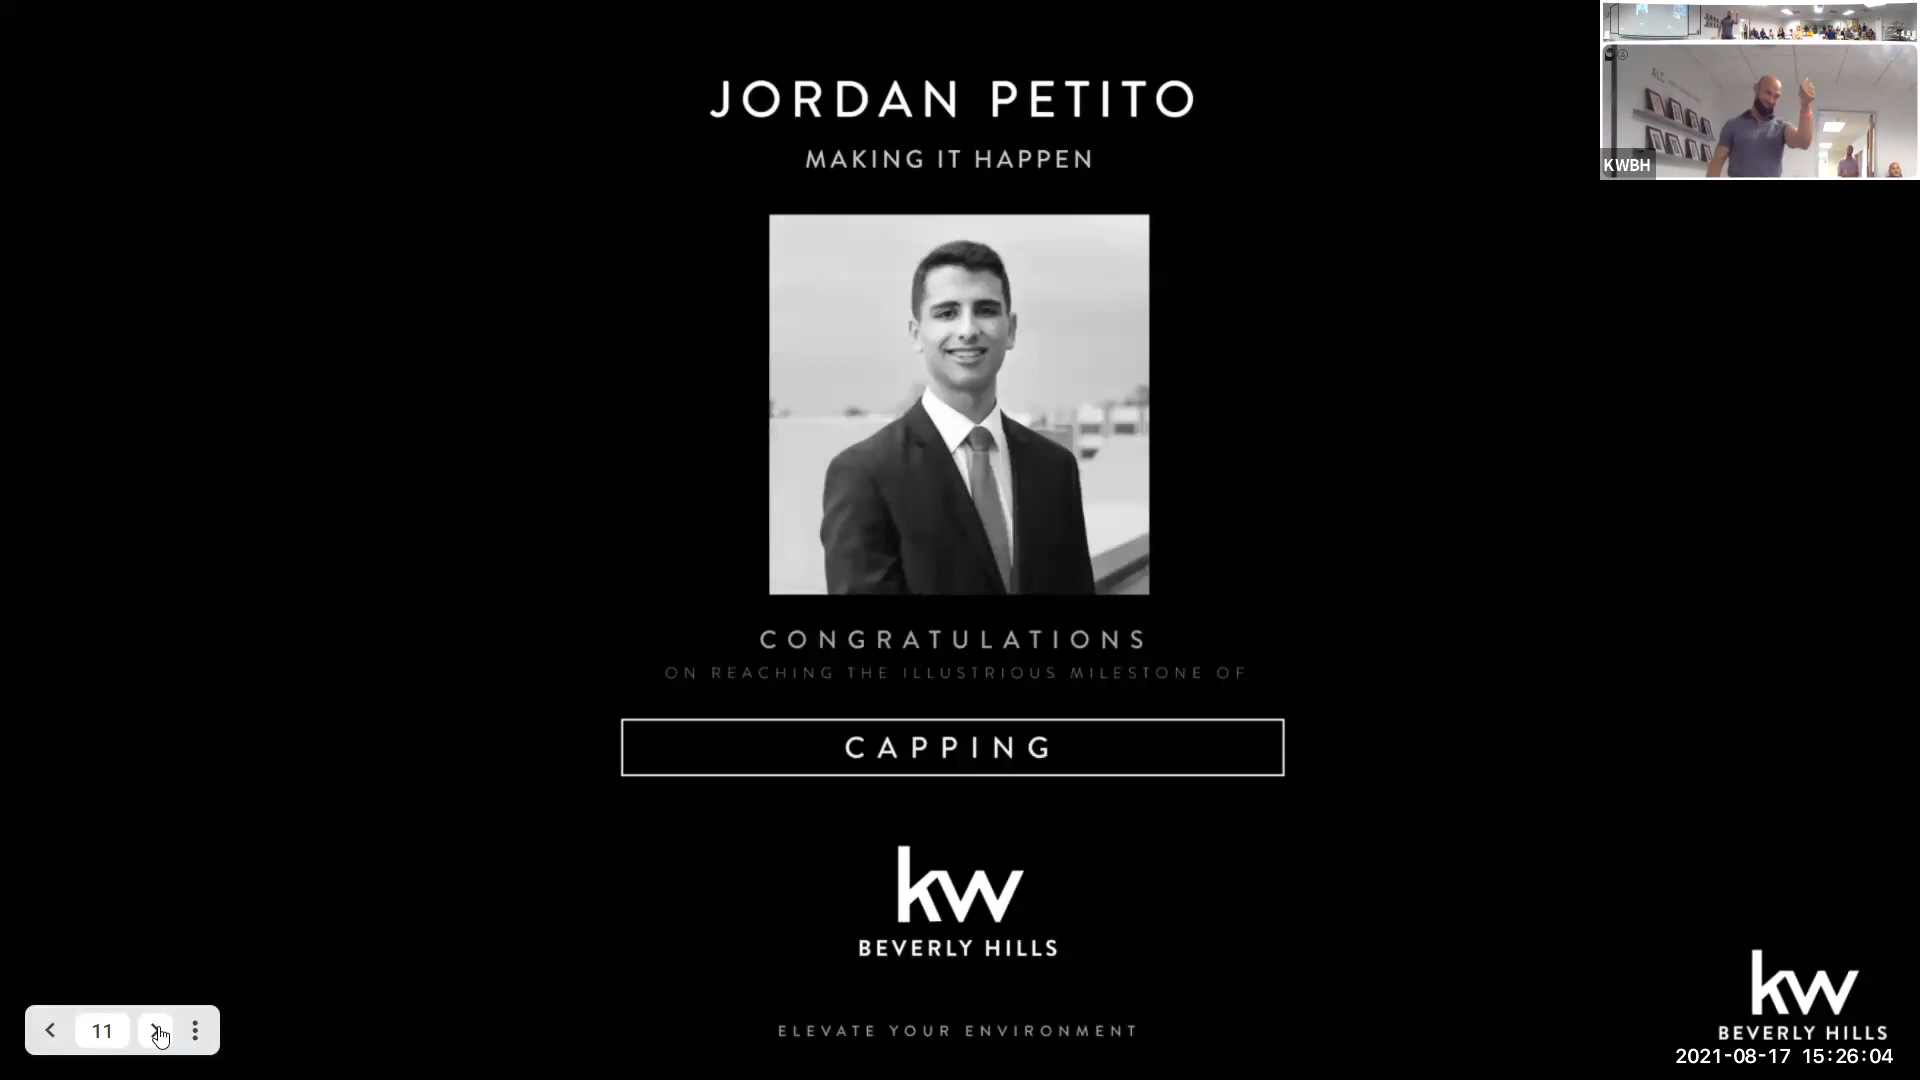 JORDAN PETITO
MAKING IT HAPPEN
ALC
KWBH
CONGRATULATIONS
ON REACHING THE ILLUSTRIOUS MILESTONE OF
CAPPING
kw
BEVERLY HILLS
ELEVATE YOUR ENVIRONMENT
11
kw
BEVERLY HILLS
2021-08-17 15:26:04